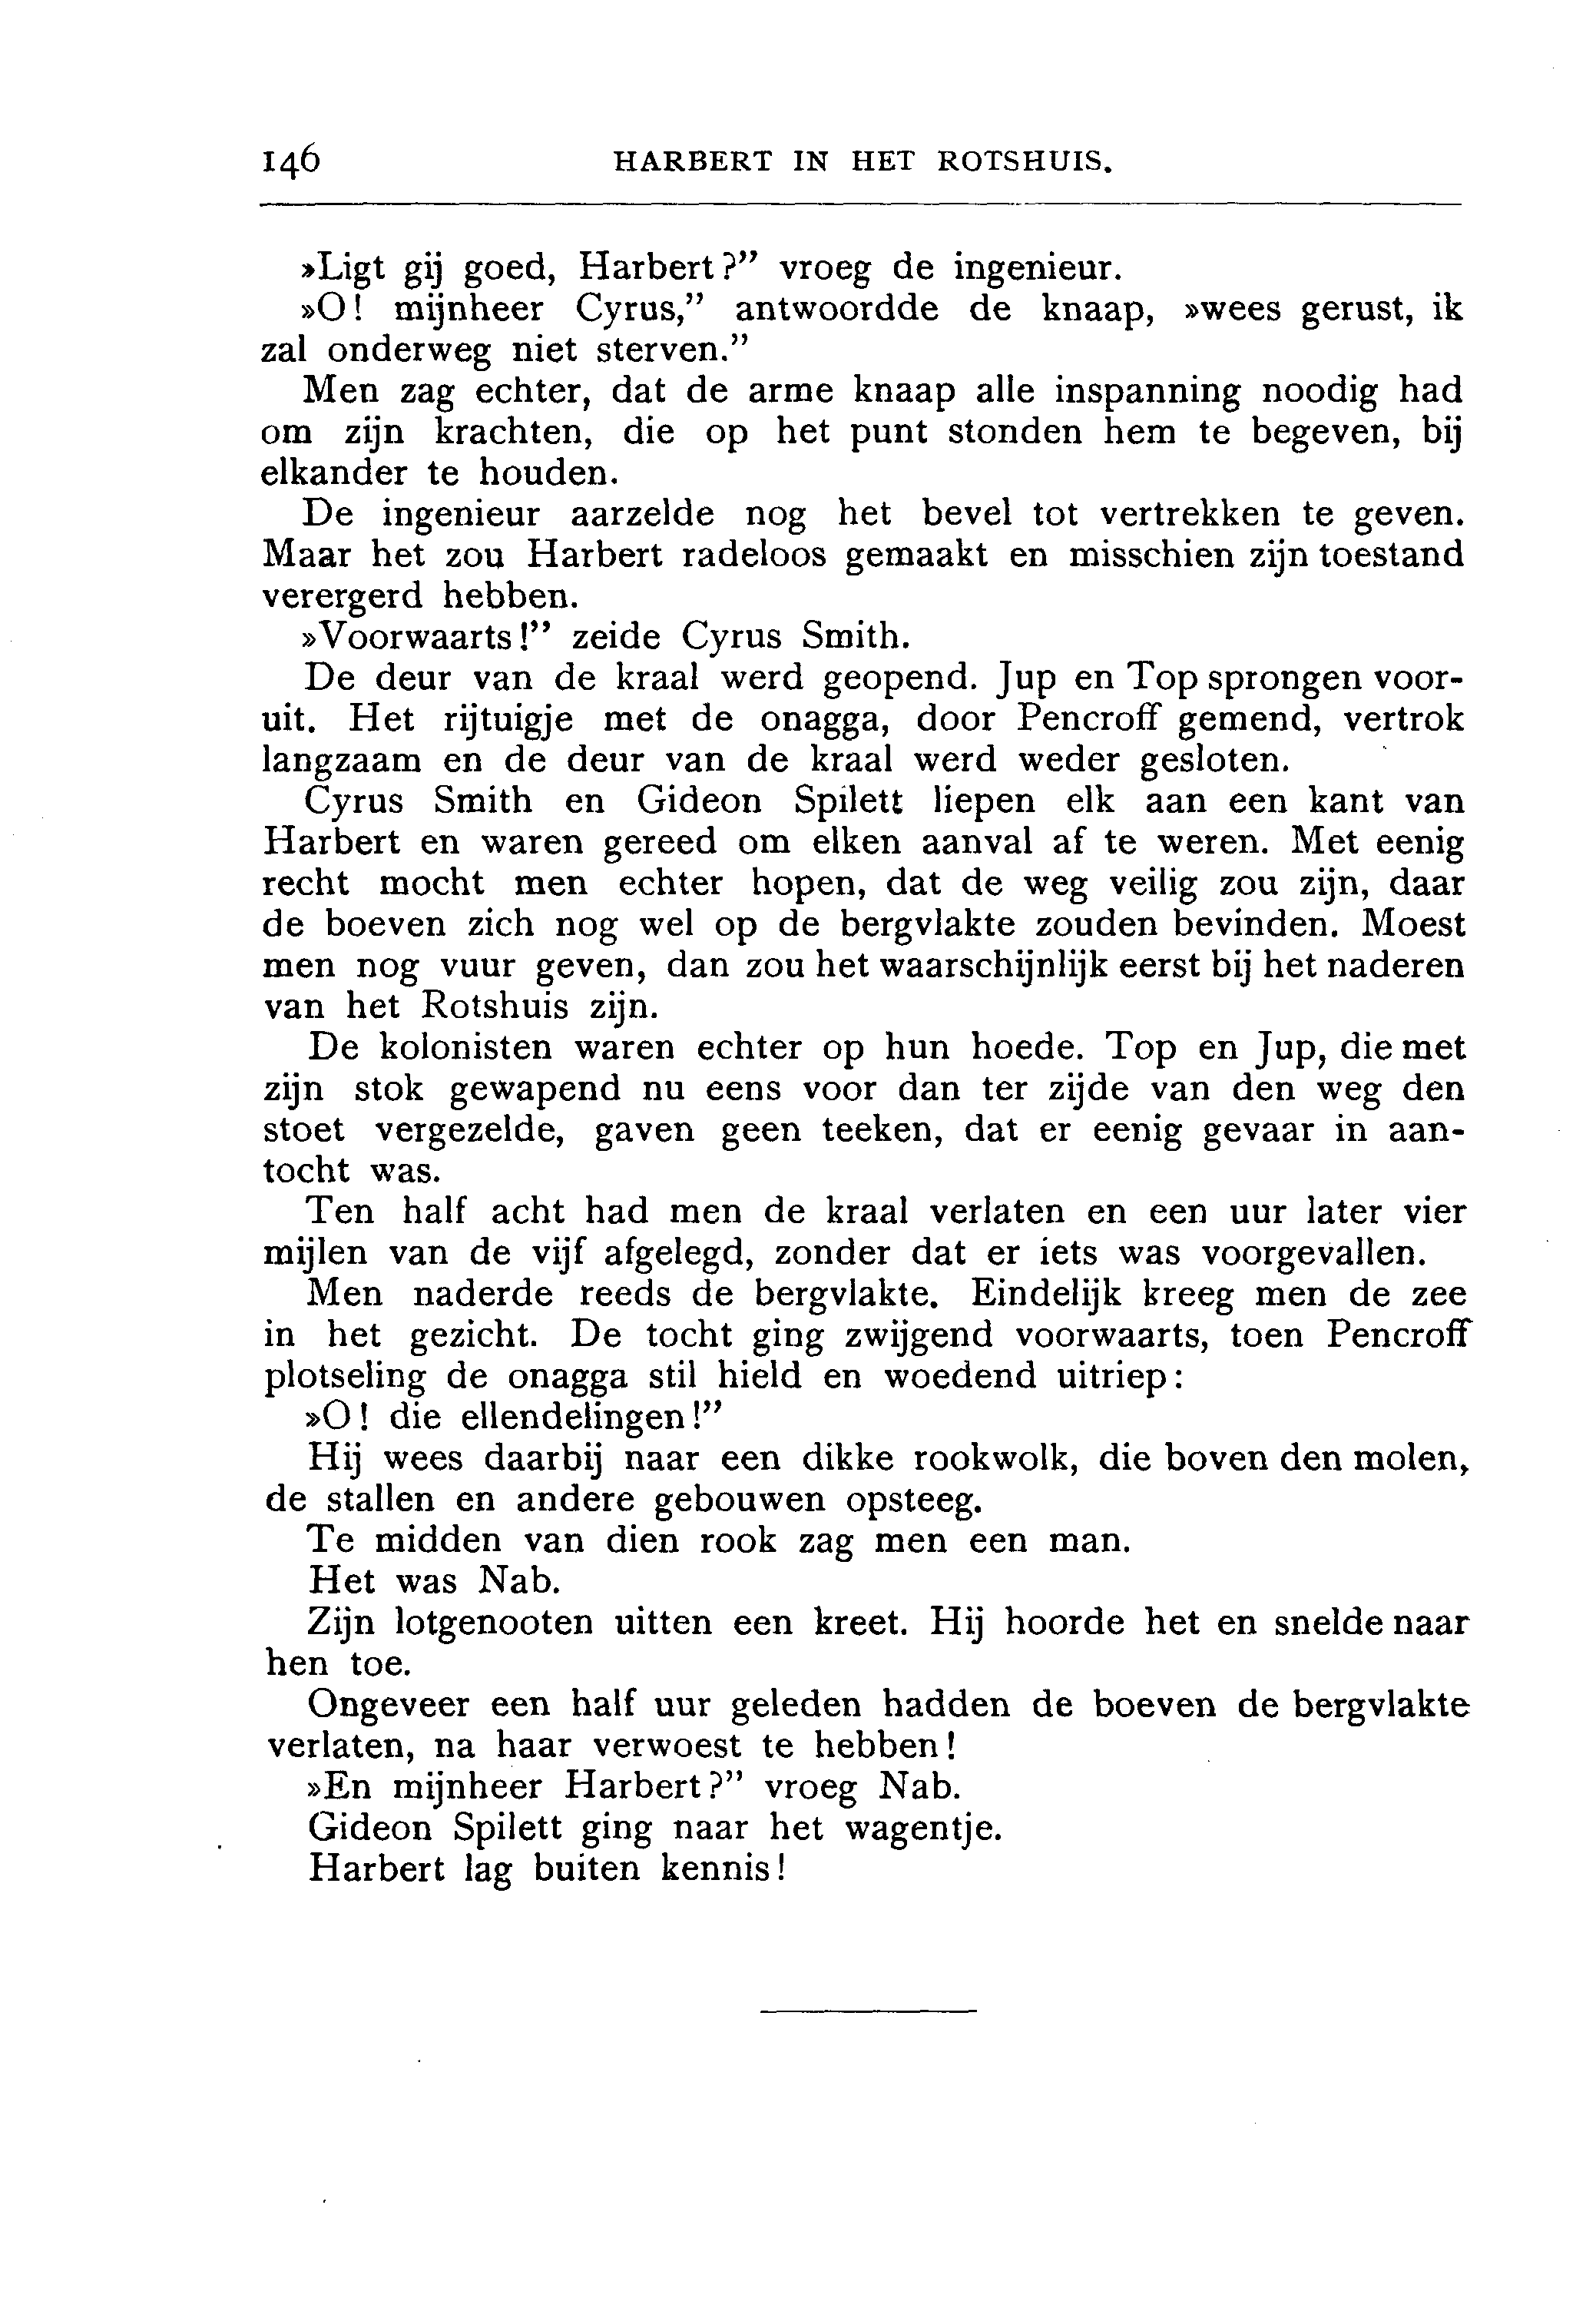 146 HARBERT IN HET ROTSHUIS.
»Ligt gij goed, Harbert?” vroeg de ingenieur.
»O! mijnheer Cyrus,” antwoordde de knaap, »wees gerust, ik
zal onderweg niet sterven.”
Men zag echter, dat de arme knaap alle inspanning noodig had
om zijn krachten, die op het punt stonden hem te begeven, bij
elkander te houden.
De ingenieur aarzelde nog het bevel tot vertrekken te geven.
Maar het zou Harbert radeloos gemaakt en misschien zijn toestand
verergerd hebben.
»Voorwaarts!” zeide Cyrus Smith.
De deur van de kraal werd geopend. Jup en Top sprongen voor-
uit. Het rijtuigje met de onagga, door Pencroff gemend, vertrok
langzaam en de deur van de kraal werd weder gesloten.
Cyrus Smith en Gideon Spilett liepen elk aan een kant van
Harbert en waren gereed om elken aanval af te weren. Met eenig
recht mocht men echter hopen, dat de weg veilig zou zijn, daar
de boeven zich nog wel op de bergvlakte zouden bevinden. Moest
men nog vuur geven, dan zou het waarschijnlijk eerst bij het naderen
van het Rotshuis zijn.
De kolonisten waren echter op hun hoede. Top en Jup, die met
zijn stok gewapend nu eens voor dan ter zijde van den weg den
stoet vergezelde, gaven geen teeken, dat er eenig gevaar in aan-
tocht was.
Ten half acht had men de kraal verlaten en een uur later vier
mijlen van de vijf afgelegd, zonder dat er iets was voorgevallen.
Men naderde reeds de bergvlakte. Eindelijk kreeg men de zee
in het gezicht. De tocht ging zwijgend voorwaarts, toen Pencroff
plotseling de onagga stil hield en woedend uitriep:
»O! die ellendelingen!”
Hij wees daarbij naar een dikke rookwolk, die boven den molen,
de stallen en andere gebouwen opsteeg.
Te midden van dien rook zag men een man.
Het was Nab.
Zijn lotgenooten uitten een kreet. Hij hoorde het en snelde naar
hen toe.
Ongeveer een half uur geleden hadden de boeven de bergvlakte
verlaten, na haar verwoest te hebben!
»En mijnheer Harbert?” vroeg Nab.
Gideon Spilett ging naar het wagentje.
Harbert lag buiten kennis!